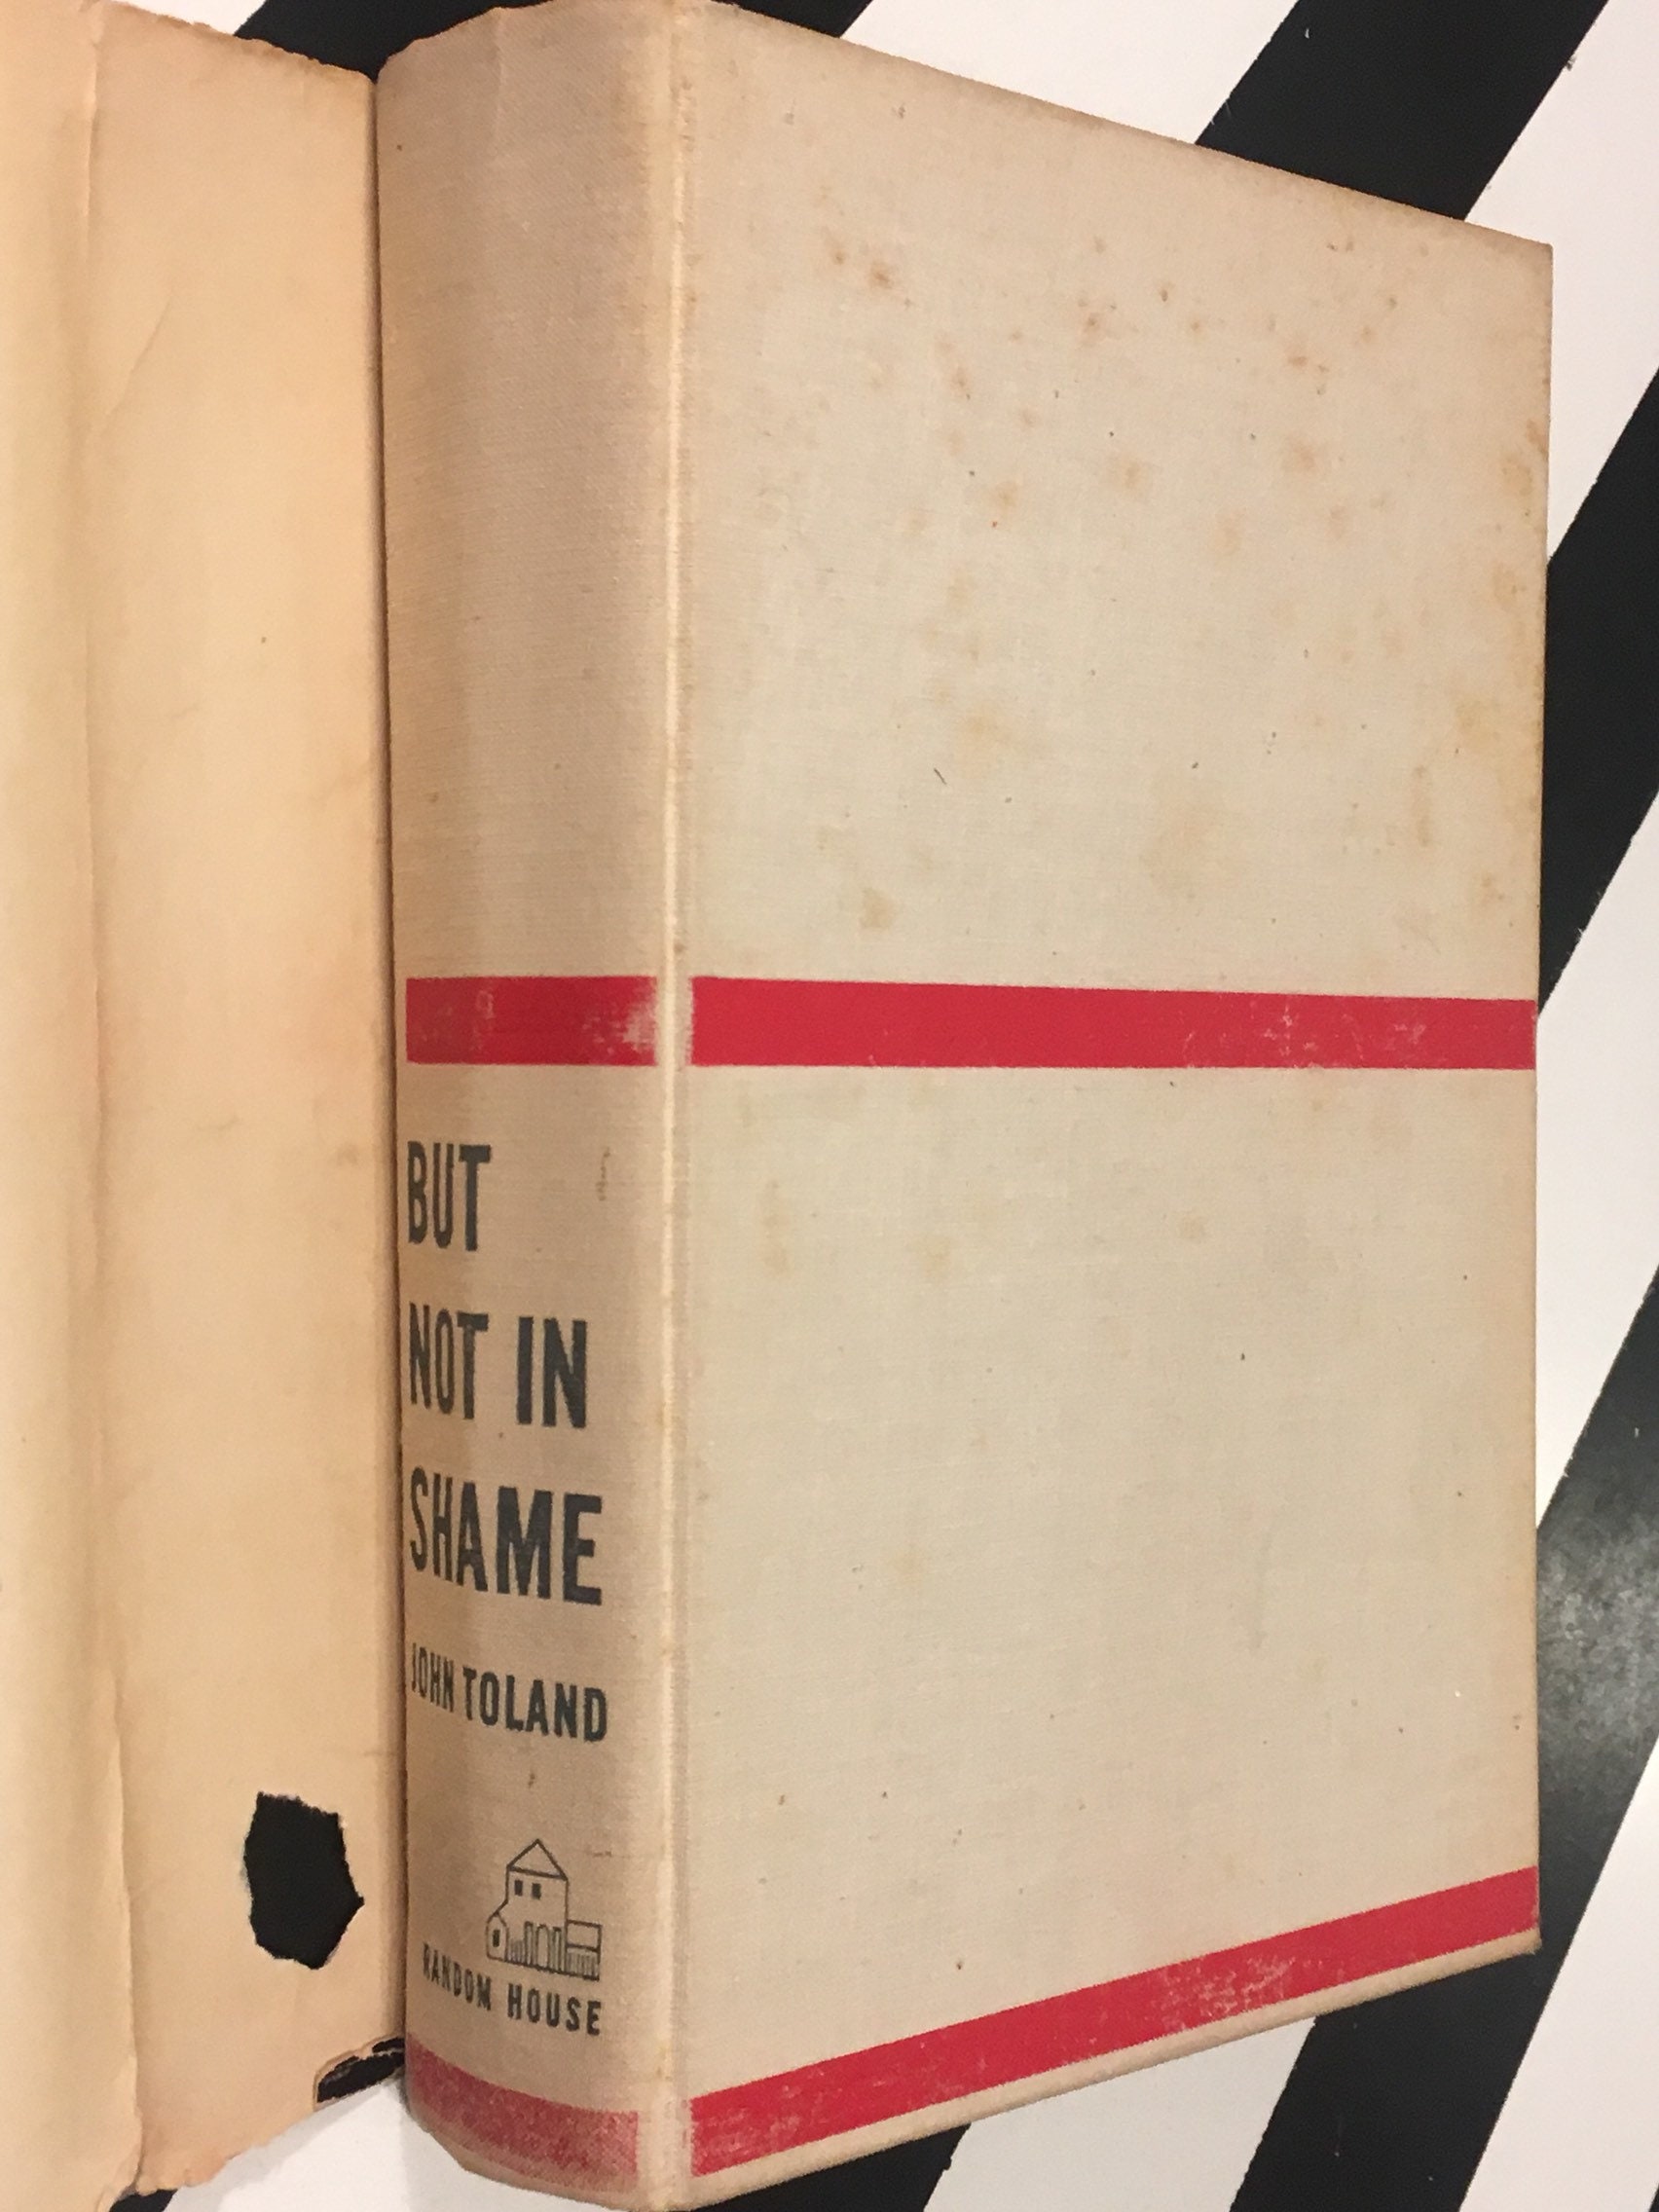 BUT
NOT IN
SHAME
JOHN TOLAND
RANDOM HOUSE